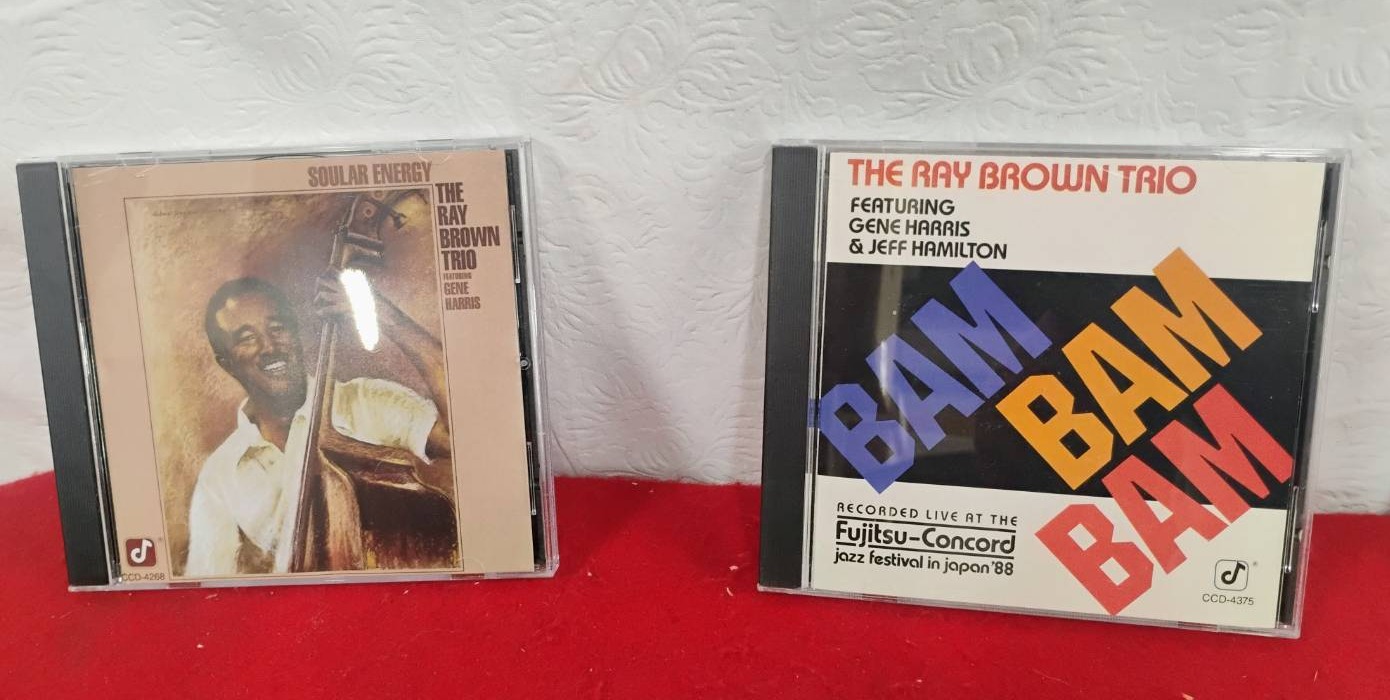 SOULAR ENERGY
THE
RAY
BROWN
TRIO
FEATURING
GENE
HARRIS
CCD-4268
THE RAY BROWN TRIO
FEATURING
GENE HARRIS
& JEFF HAMILTON
BAM
BAM
BAM
RECORDED LIVE AT THE
Fujitsu-Concord
jazz festival in japan '88
CCD-4375